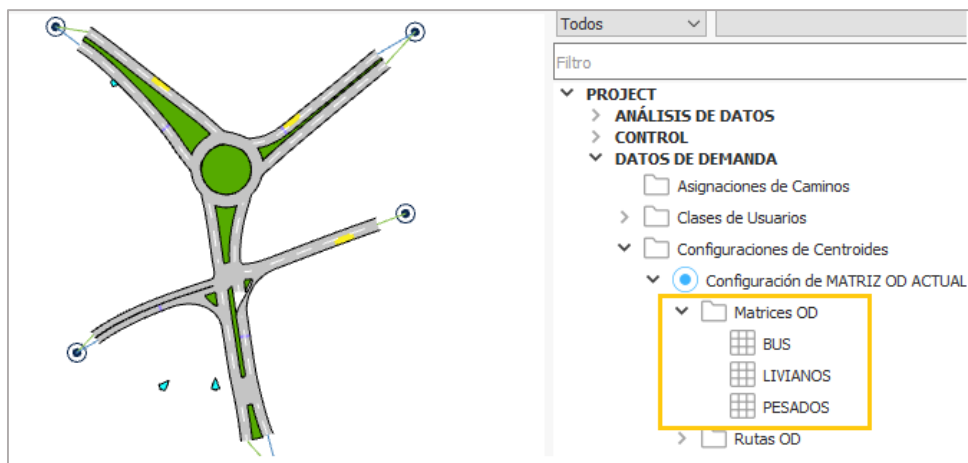 Todos
Filtro
PROJECT
ANÁLISIS DE DATOS
CONTROL
DATOS DE DEMANDA
Asignaciones de Caminos
Clases de Usuarios
Configuraciones de Centroides
Configuración de MATRIZ OD ACTUAL
Matrices OD
BUS
LIVIANOS
PESADOS
Rutas OD